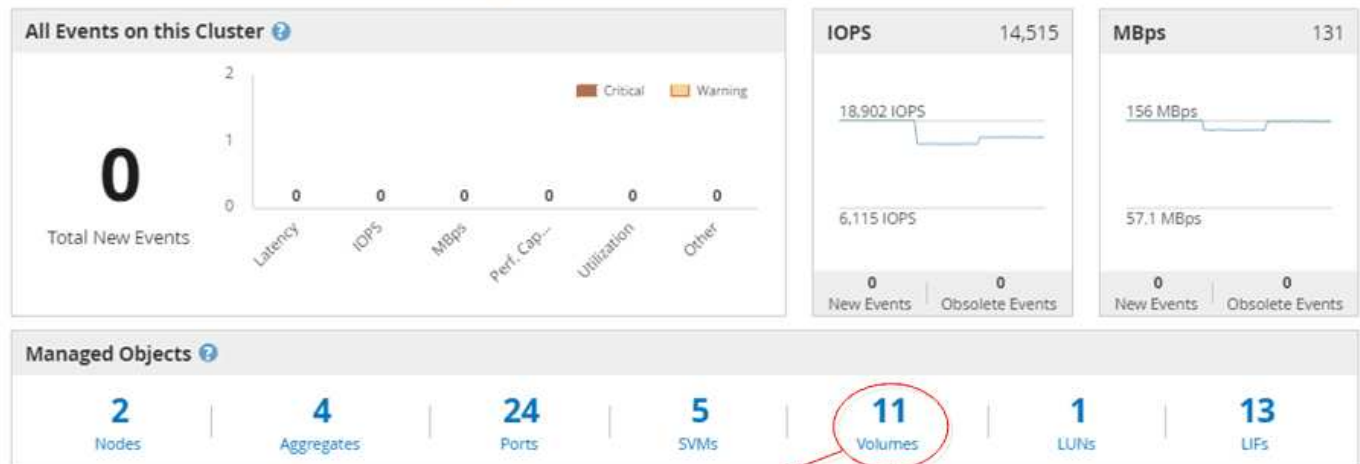 All Events on this Cluster ?
2
1
0
Critical
Warning
0
Total New Events
0 0 0 0 0 0
Latency
IOPS
MBps
Perf. Cap...
Utilization
Other
IOPS 14,515
18,902 IOPS
6,115 IOPS
0 0
New Events Obsolete Events
MBps 131
156 MBps
57.1 MBps
0 0
New Events Obsolete Events
Managed Objects ?
2 4 24 5 11 1 13
Nodes Aggregates Ports SVMs Volumes LUNs LIFs